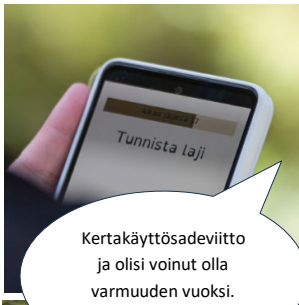 Tunnista laji
Kertakäyttösadeviitto
ja olisi voinut olla
varmuuden vuoksi.